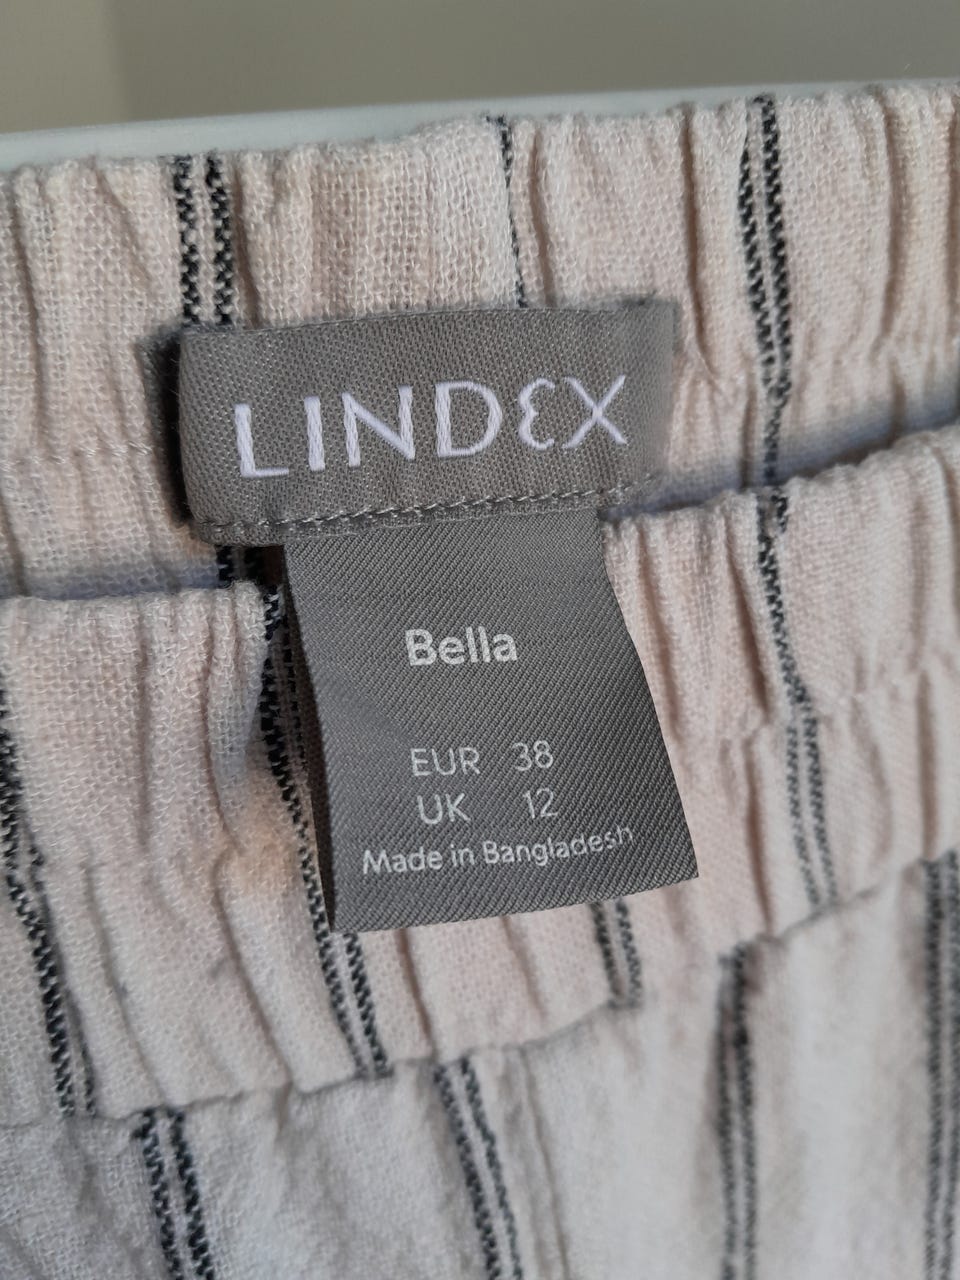 LINDEX
Bella
EUR 38
UK 12
Made in Bangladesh